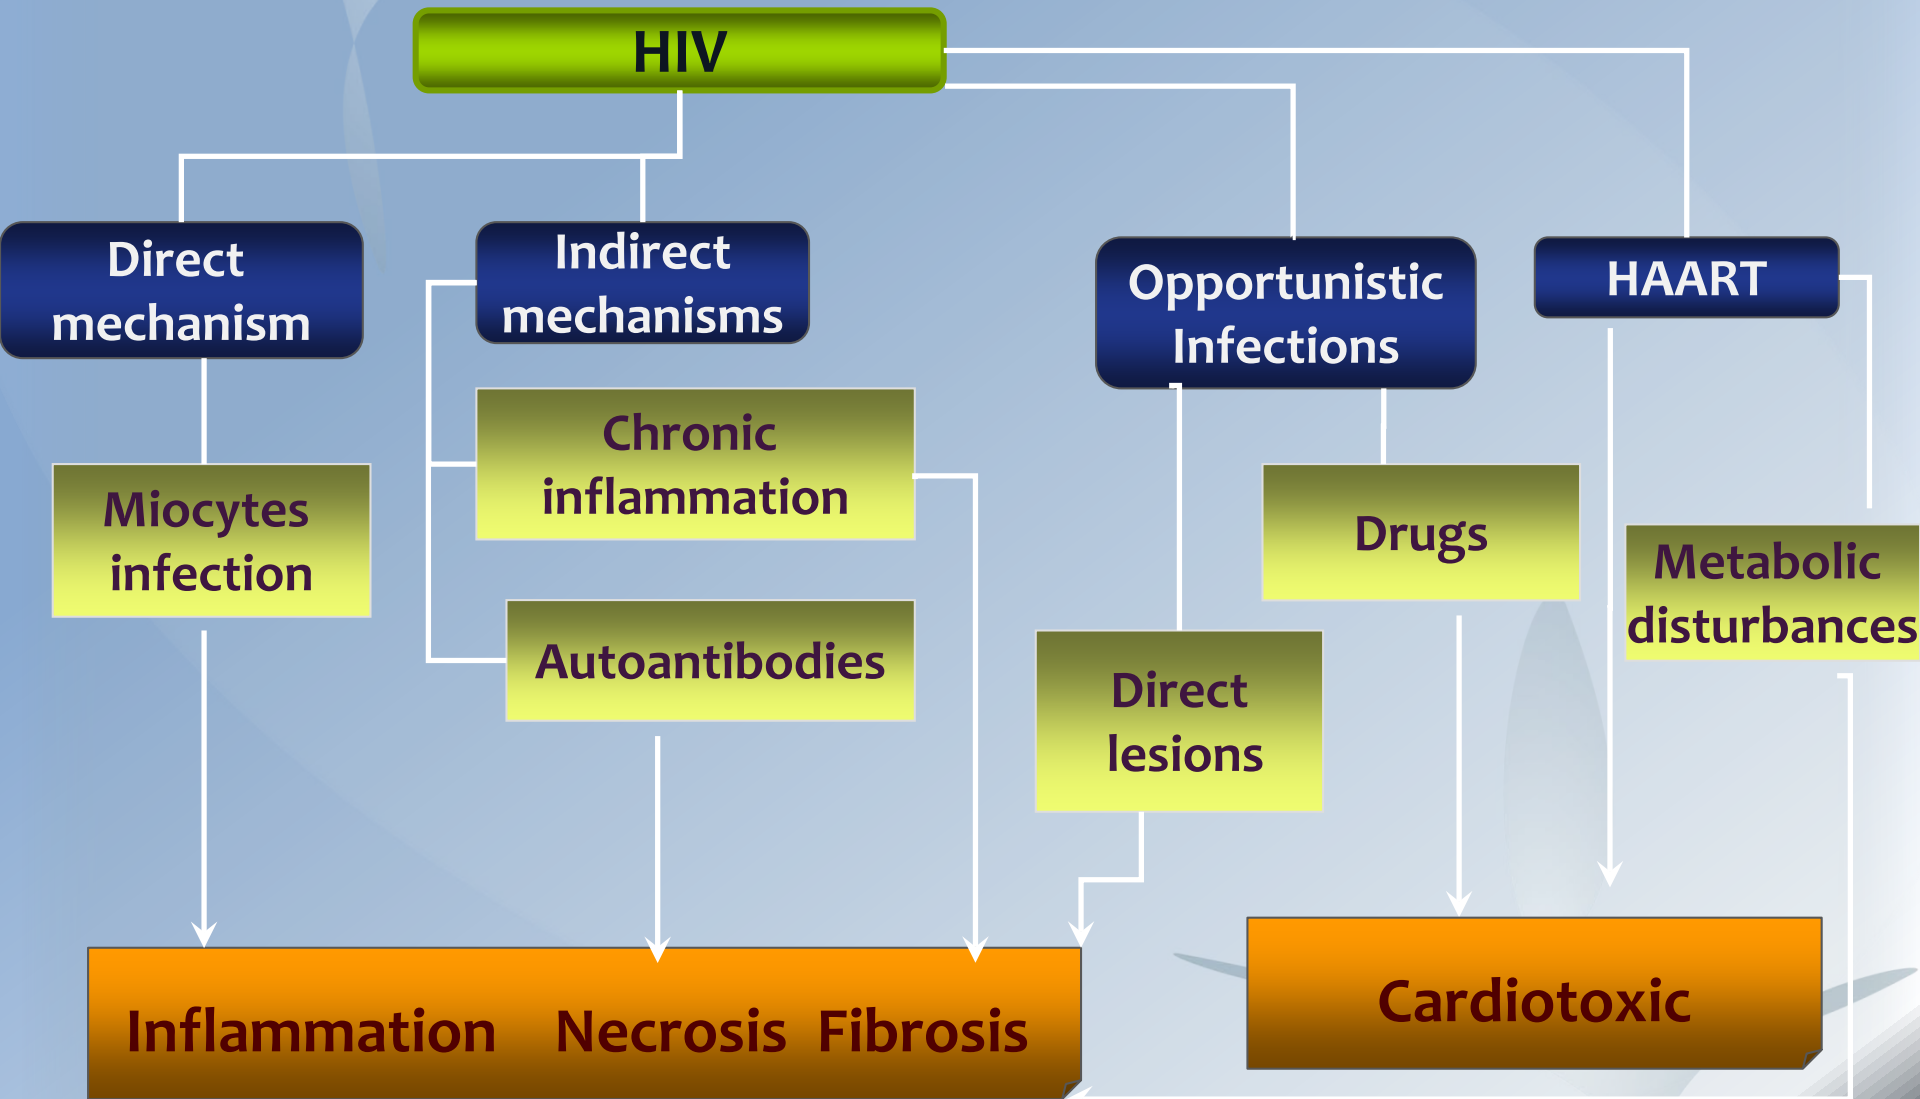 HIV
Direct
mechanism
Indirect
mechanisms
Opportunistic
Infections
HAART
Chronic
inflammation
Miocytes
infection
Drugs
Metabolic
disturbances
Autoantibodies
Direct
lesions
Inflammation Necrosis Fibrosis
Cardiotoxic